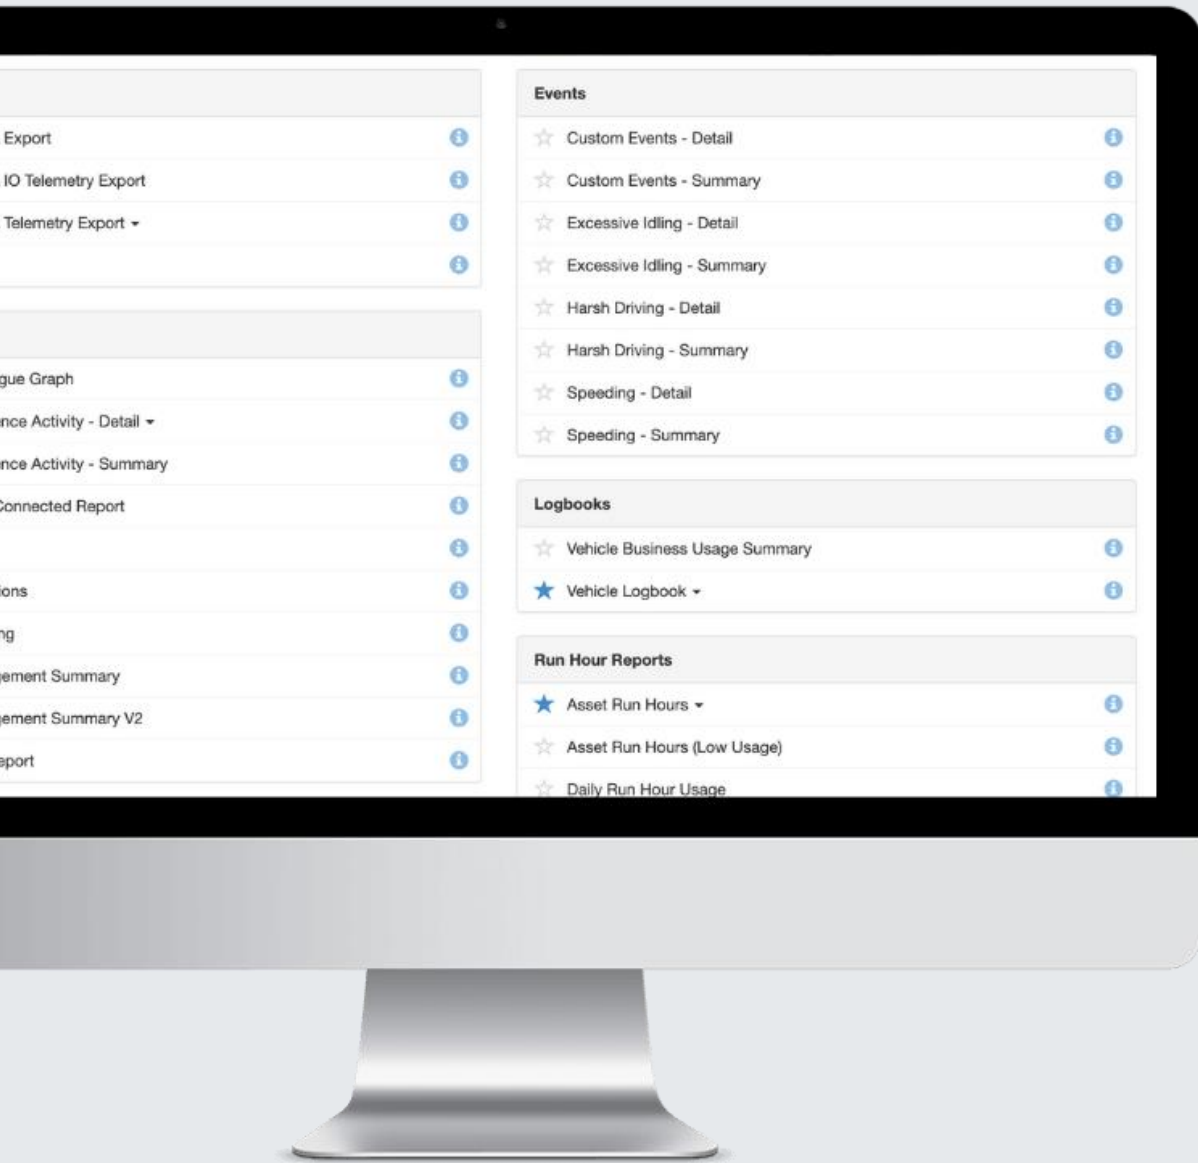 Export
IO Telemetry Export
Telemetry Export
gue Graph
nce Activity - Detail
nce Activity - Summary
Connected Report
ions
ng
ement Summary
ement Summary V2
eport
Events
Custom Events - Detail
Custom Events - Summary
Excessive Idling - Detail
Excessive Idling - Summary
Harsh Driving - Detail
Harsh Driving - Summary
Speeding - Detail
Speeding - Summary
Logbooks
Vehicle Business Usage Summary
Vehicle Logbook
Run Hour Reports
Asset Run Hours
Asset Run Hours (Low Usage)
Daily Run Hour Usage